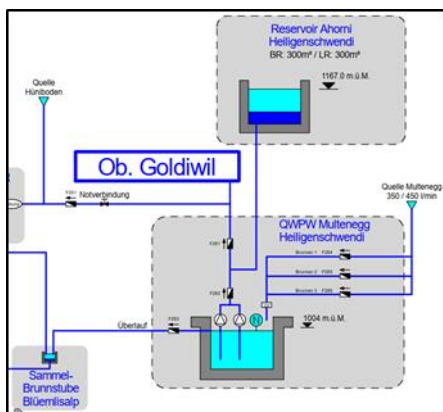 Reservoir Ahorni
Heiligenschwendi
BR: 300m³ / LR: 300m³
1167.0 m.ü.M.
Quelle
Hüniboden
Ob. Goldiwil
Notverbindung
Quelle Multenegg
350 / 450 l/min
QWPW Multenegg
Heiligenschwendi
Brunnen 1
Brunnen 2
Brunnen 3
N
1004 m.ü.M.
Überlauf
Sammel-
Brunnstube
Blüemlisalp